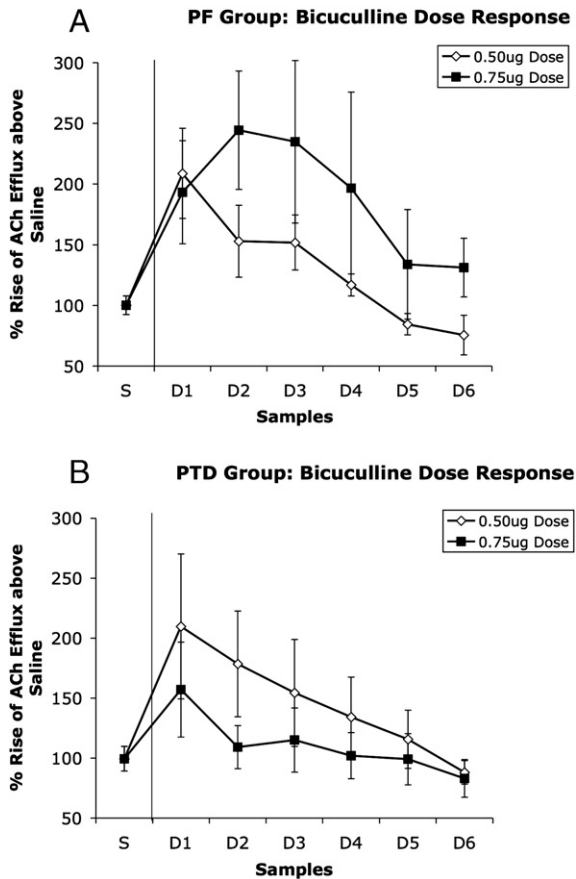 A
PF Group: Bicuculline Dose Response
0.50ug Dose
0.75ug Dose
% Rise of ACh Efflux above
Saline
300
250
200
150
100
50
S D1 D2 D3 D4 D5 D6
Samples
B
PTD Group: Bicuculline Dose Response
0.50ug Dose
0.75ug Dose
% Rise of ACh Efflux above
Saline
300
250
200
150
100
50
S D1 D2 D3 D4 D5 D6
Samples